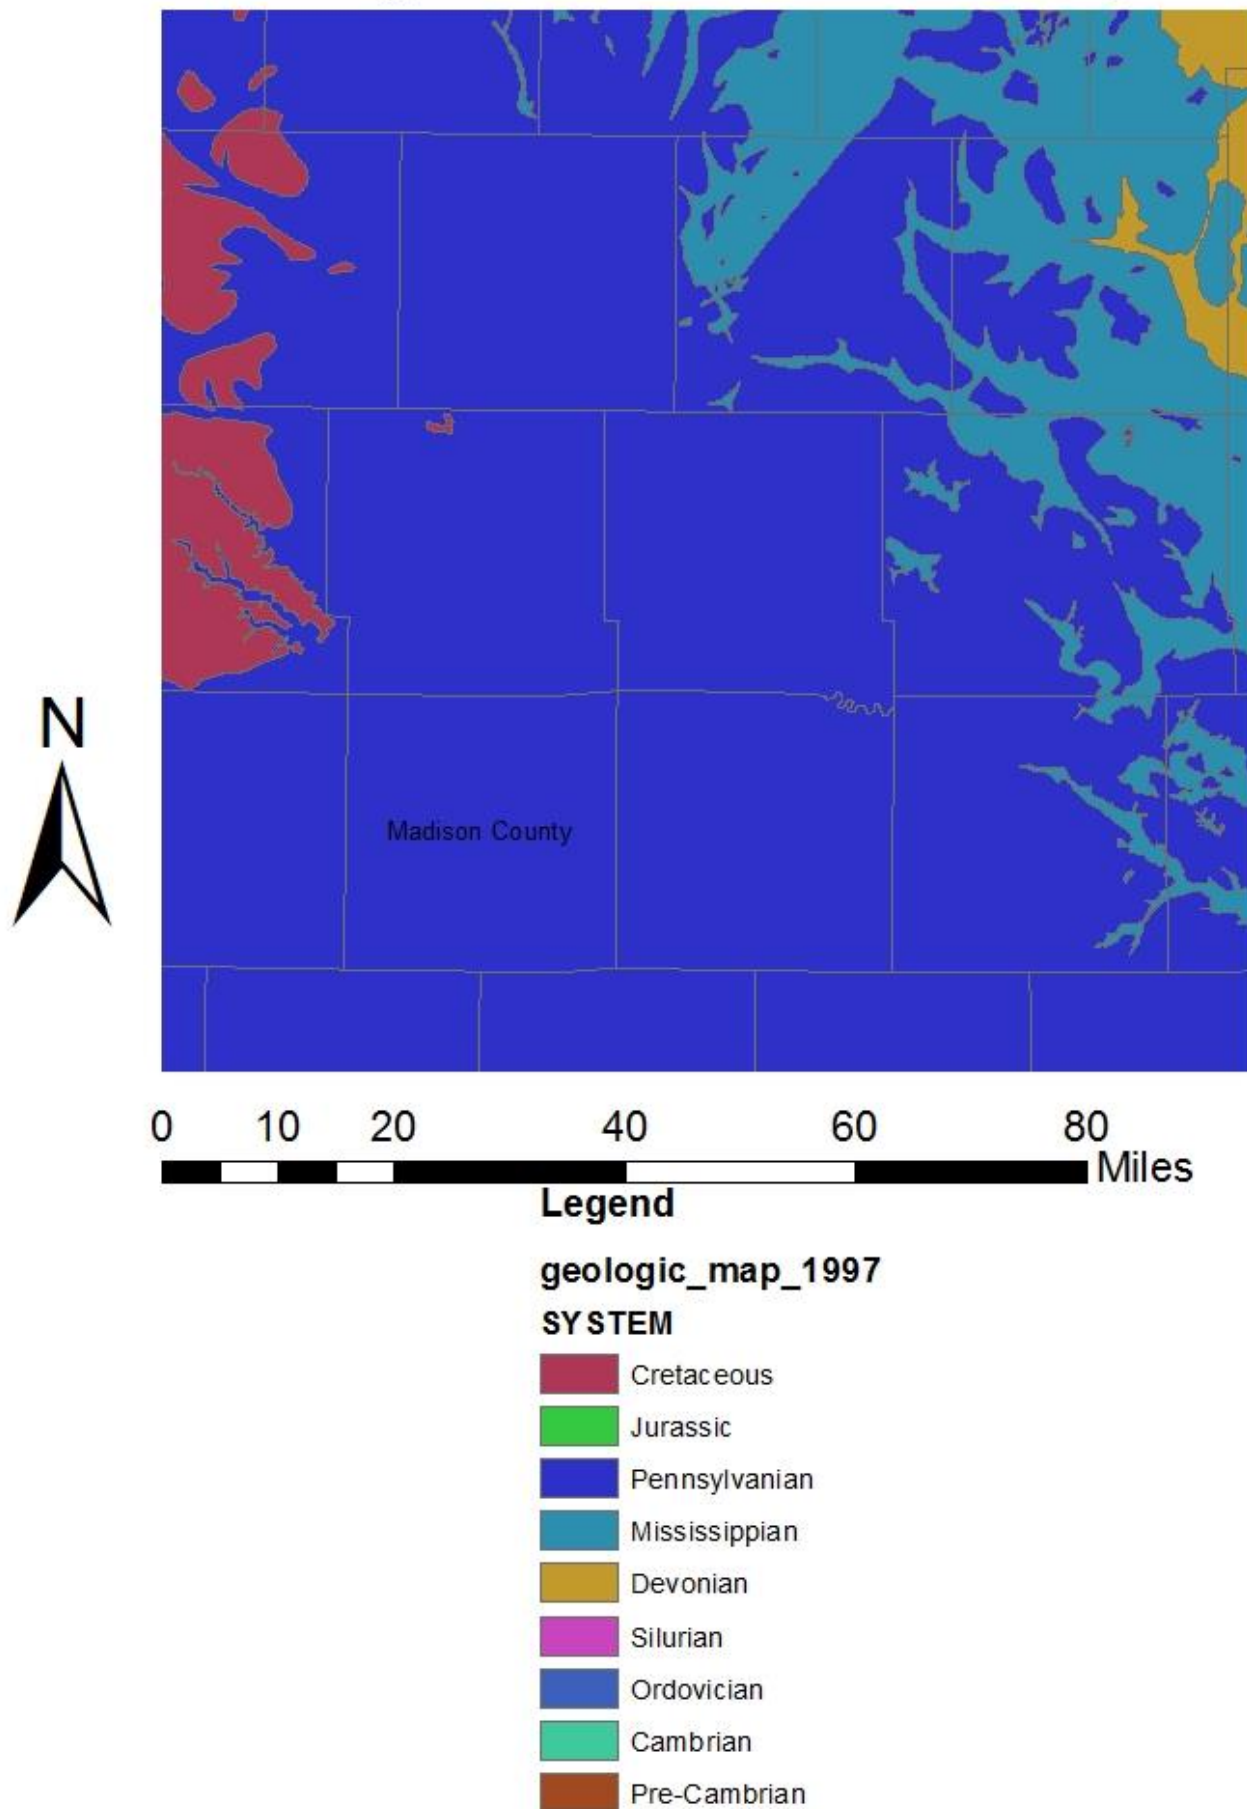 N
Madison County
0 10 20 40 60 80
Miles
Legend
geologic_map_1997
SYSTEM
Cretaceous
Jurassic
Pennsylvanian
Mississippian
Devonian
Silurian
Ordovician
Cambrian
Pre-Cambrian